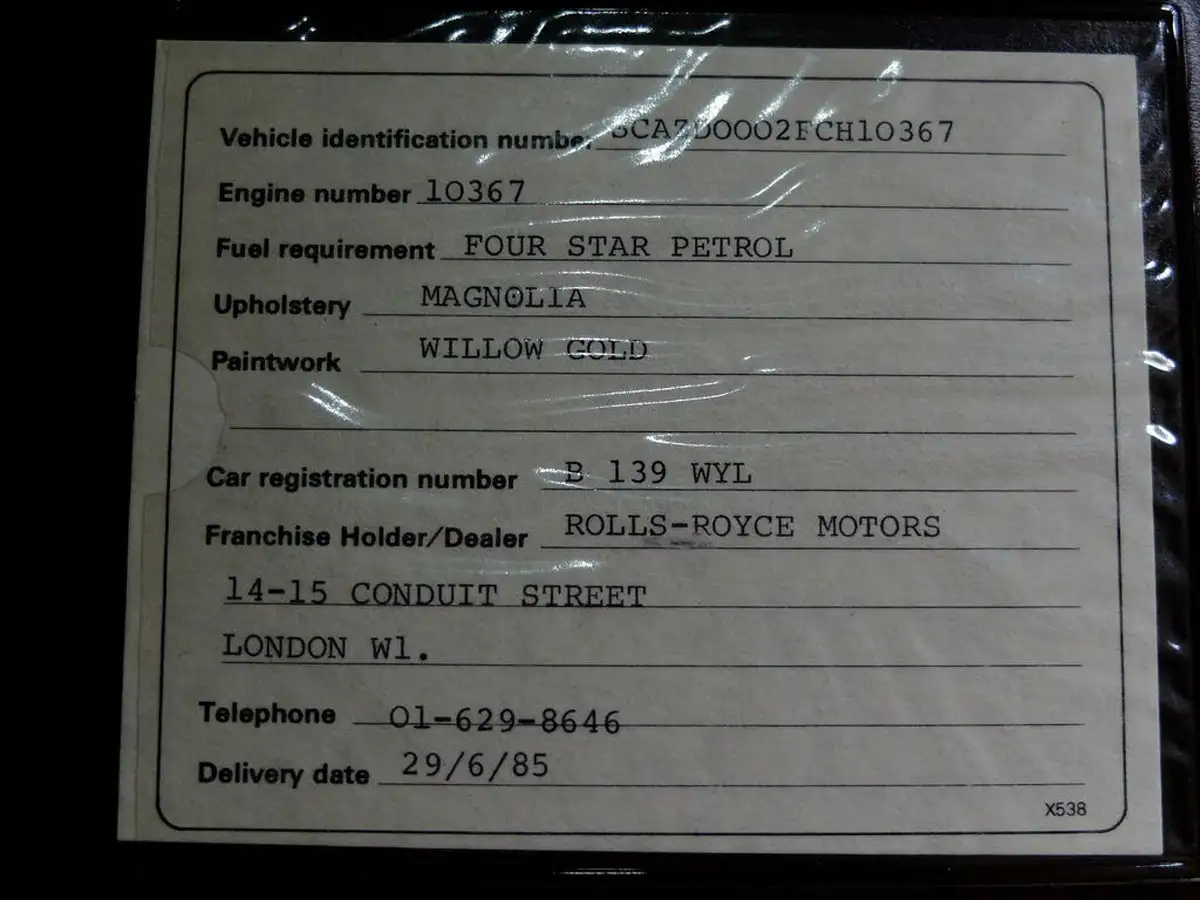 Vehicle identification number SCAZD0002FCH10367
Engine number 10367
Fuel requirement FOUR STAR PETROL
Upholstery MAGNOLIA
Paintwork WILLOW GOLD
Car registration number B 139 WYL
Franchise Holder/Dealer ROLLS-ROYCE MOTORS
14-15 CONDUIT STREET
LONDON W1.
Telephone 01-629-8646
Delivery date 29/6/85
X538